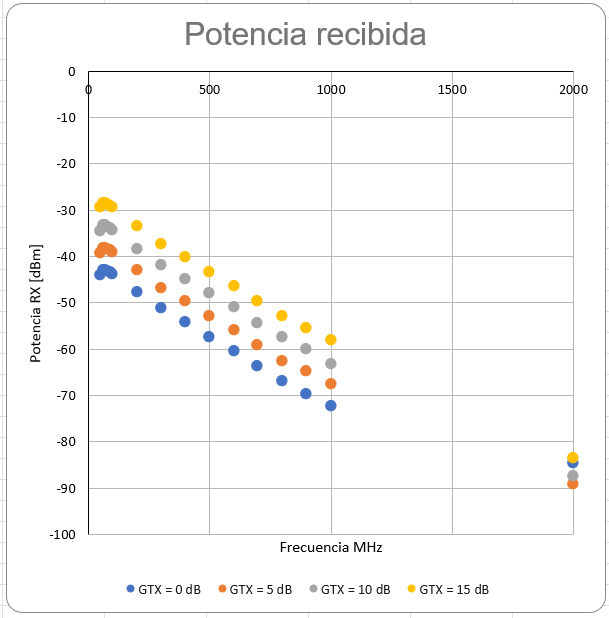 Potencia recibida
0
0 500 1000 1500 2000
-10
-20
-30
-40
-50
-60
-70
-80
-90
-100
Potencia RX [dBm]
Frecuencia MHz
GTX = 0 dB GTX = 5 dB GTX = 10 dB GTX = 15 dB